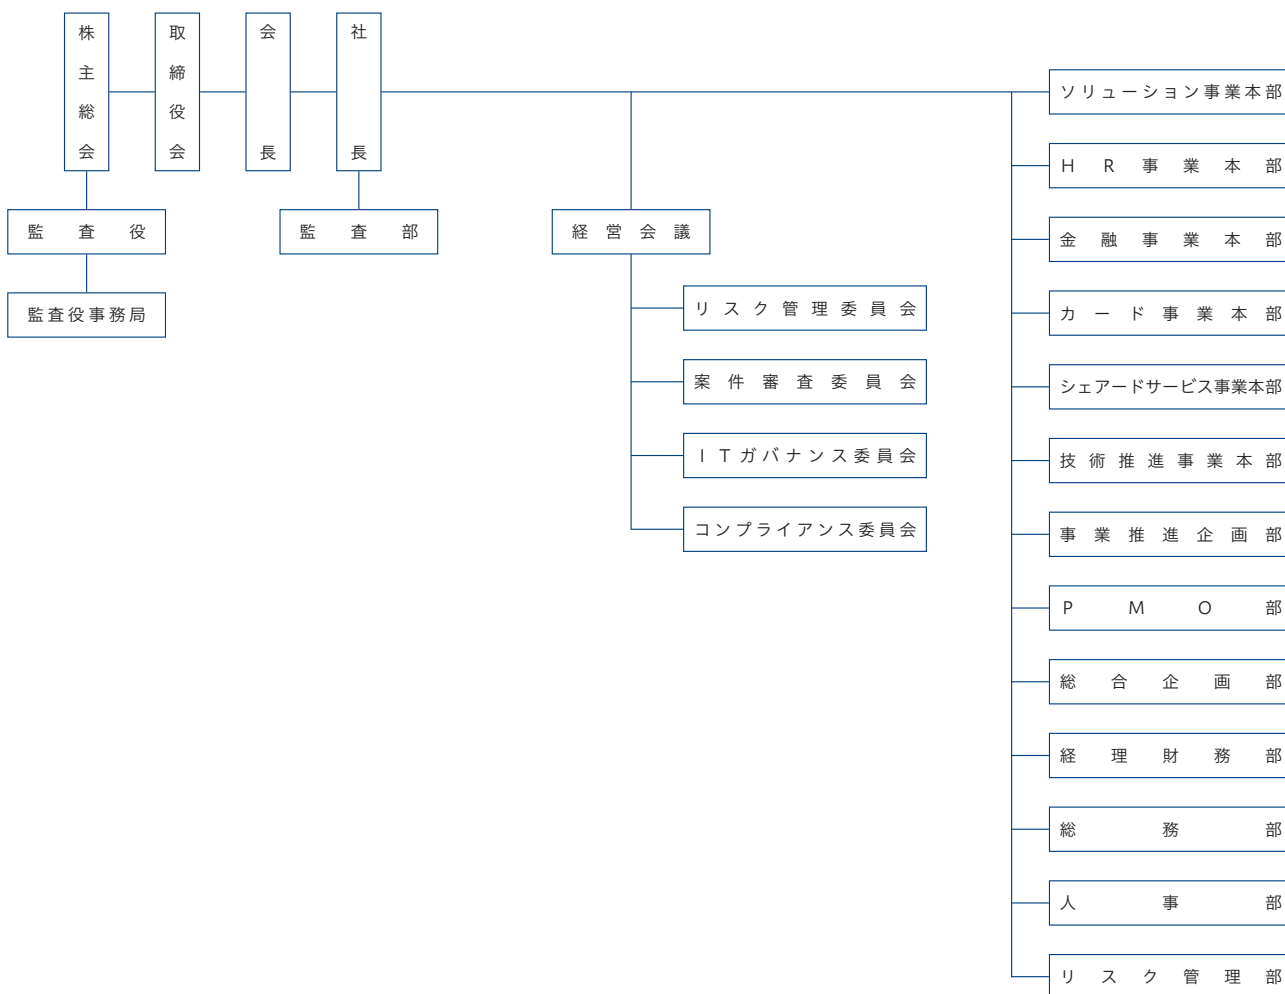 株主総会
取締役会
会長
社長
監査役
監査役事務局
監査部
経営会議
リスク管理委員会
案件審査委員会
ITガバナンス委員会
コンプライアンス委員会
ソリューション事業本部
HR事業本部
金融事業本部
カード事業本部
シェアードサービス事業本部
技術推進事業本部
事業推進企画部
PMO部
総合企画部
経理財務部
総務部
人事部
リスク管理部